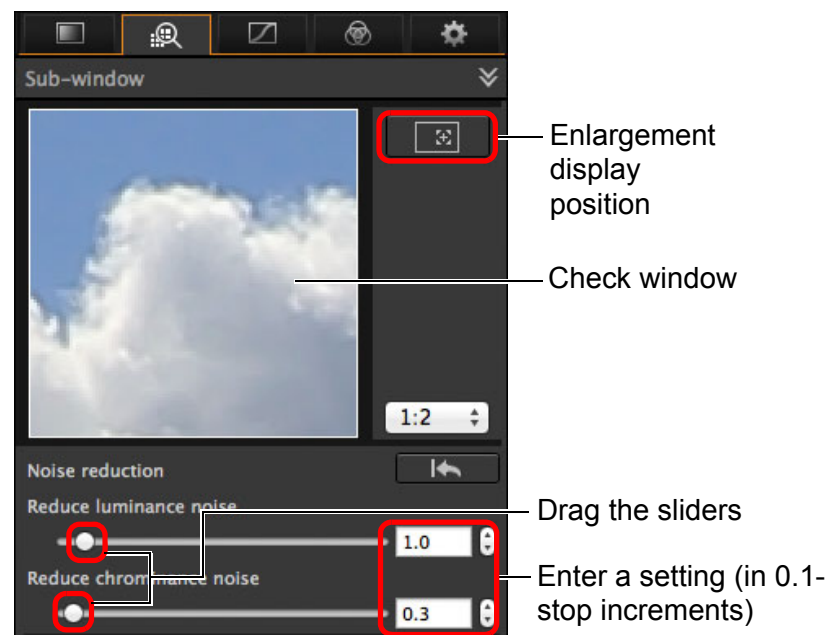 Sub-window
Enlargement
display
position
Check window
1:2
Noise reduction
Reduce luminance noise
Drag the sliders
1.0
Reduce chrominance noise
Enter a setting (in 0.1-
stop increments)
0.3